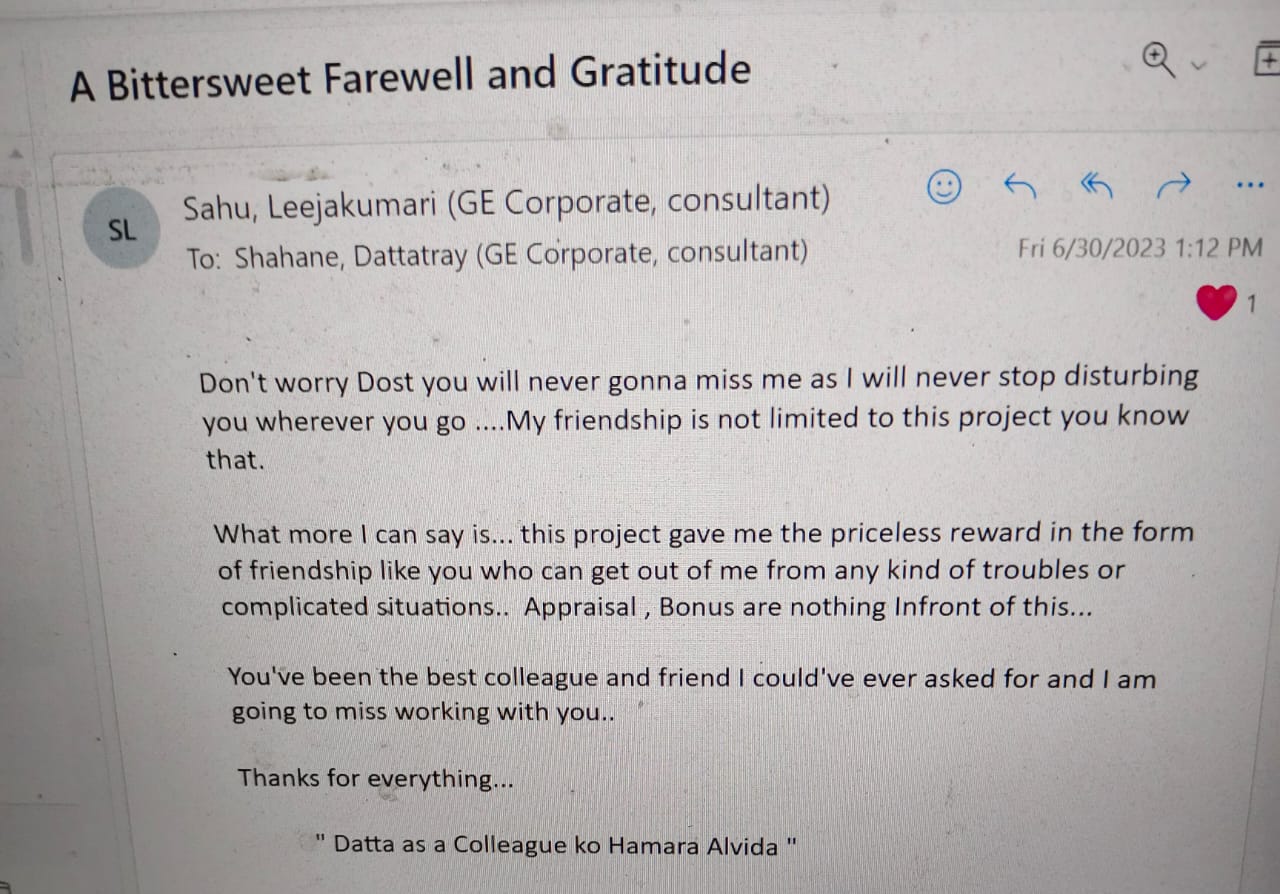 A Bittersweet Farewell and Gratitude
SL
Sahu, Leejakumari (GE Corporate, consultant)
To: Shahane, Dattatray (GE Corporate, consultant)
Fri 6/30/2023 1:12 PM
1
Don't worry Dost you will never gonna miss me as I will never stop disturbing
you wherever you go ....My friendship is not limited to this project you know
that.
What more I can say is... this project gave me the priceless reward in the form
of friendship like you who can get out of me from any kind of troubles or
complicated situations.. Appraisal , Bonus are nothing Infront of this...
You've been the best colleague and friend I could've ever asked for and I am
going to miss working with you..
Thanks for everything...
" Datta as a Colleague ko Hamara Alvida "